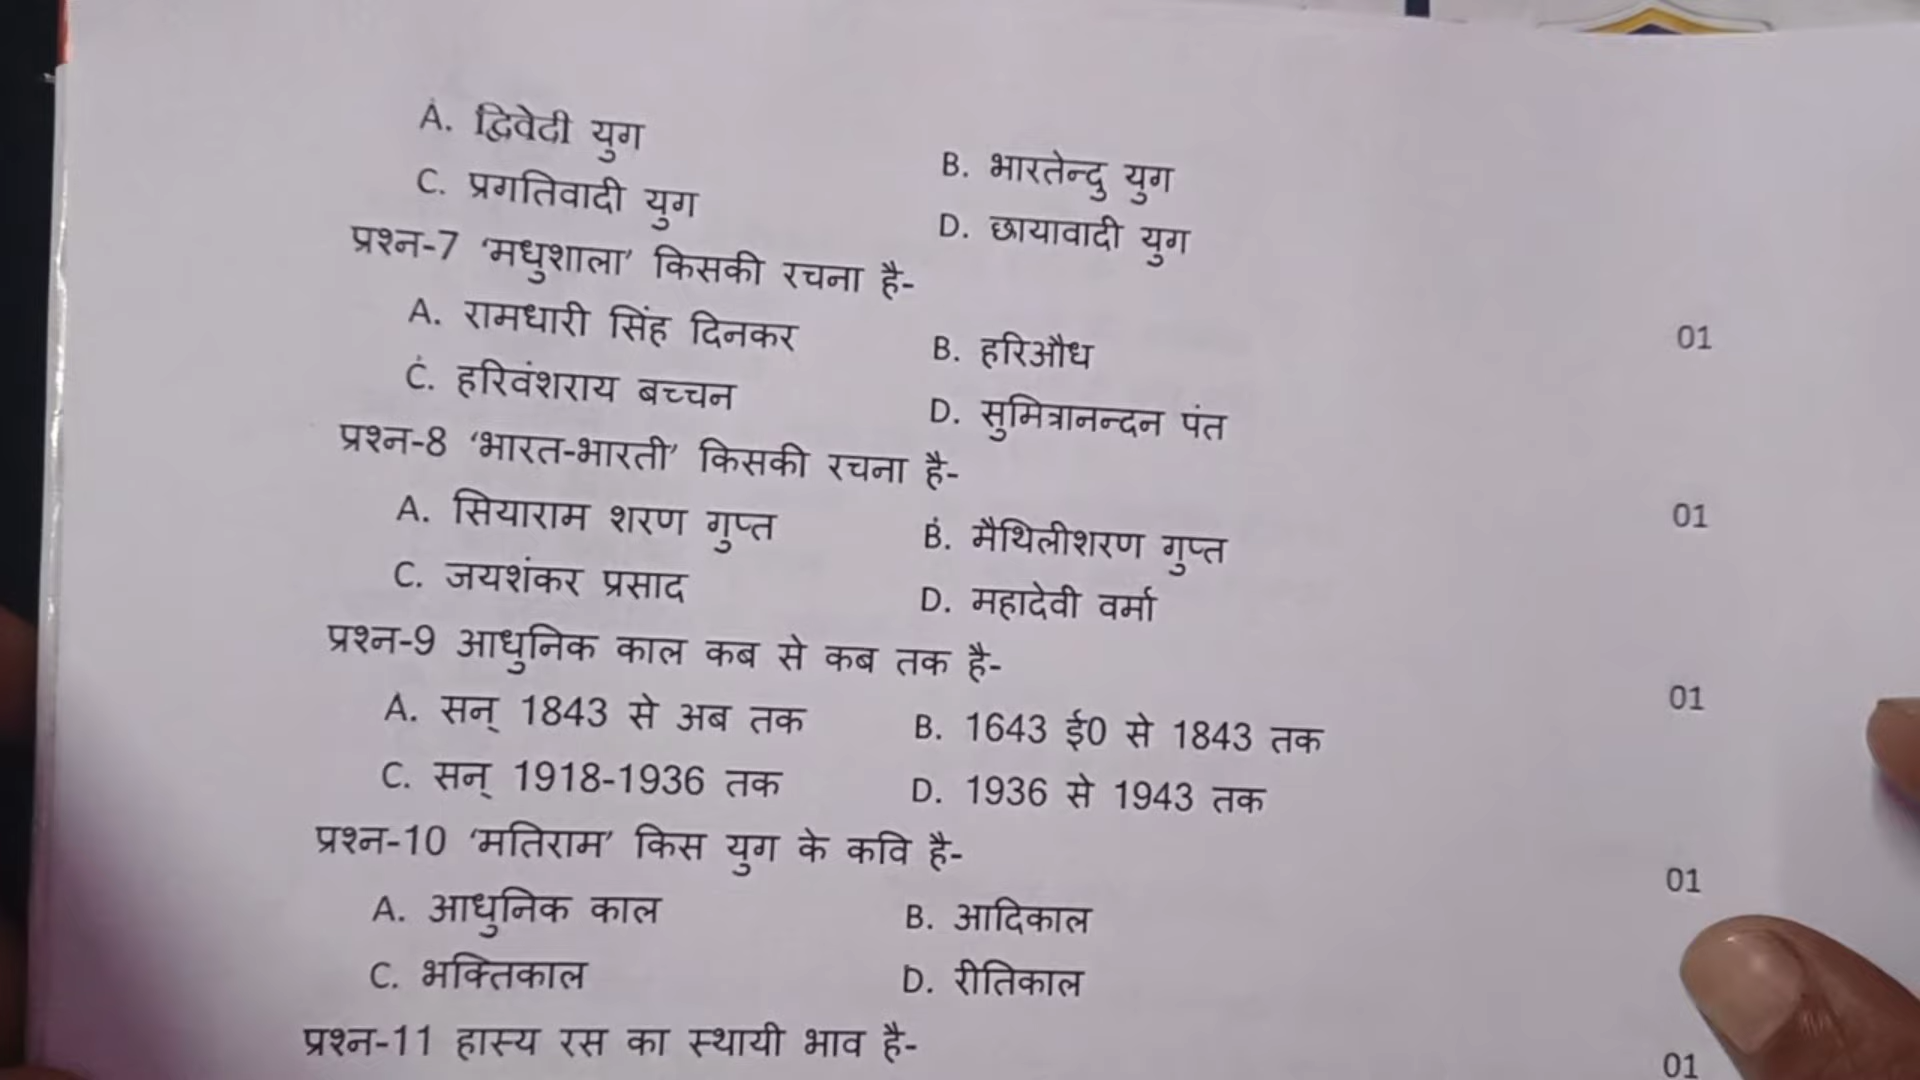 A. द्विवेदी युग B. भारतेन्दु युग
C. प्रगतिवादी युग D. छायावादी युग
प्रश्न-7 ‘मधुशाला’ किसकी रचना है- 01
A. रामधारी सिंह दिनकर B. हरिऔध
C. हरिवंशराय बच्चन D. सुमित्रानन्दन पंत
प्रश्न-8 ‘भारत-भारती’ किसकी रचना है- 01
A. सियाराम शरण गुप्त B. मैथिलीशरण गुप्त
C. जयशंकर प्रसाद D. महादेवी वर्मा
प्रश्न-9 आधुनिक काल कब से कब तक है- 01
A. सन् 1843 से अब तक B. 1643 ई0 से 1843 तक
C. सन् 1918-1936 तक D. 1936 से 1943 तक
प्रश्न-10 ‘मतिराम’ किस युग के कवि है- 01
A. आधुनिक काल B. आदिकाल
C. भक्तिकाल D. रीतिकाल
प्रश्न-11 हास्य रस का स्थायी भाव है- 01